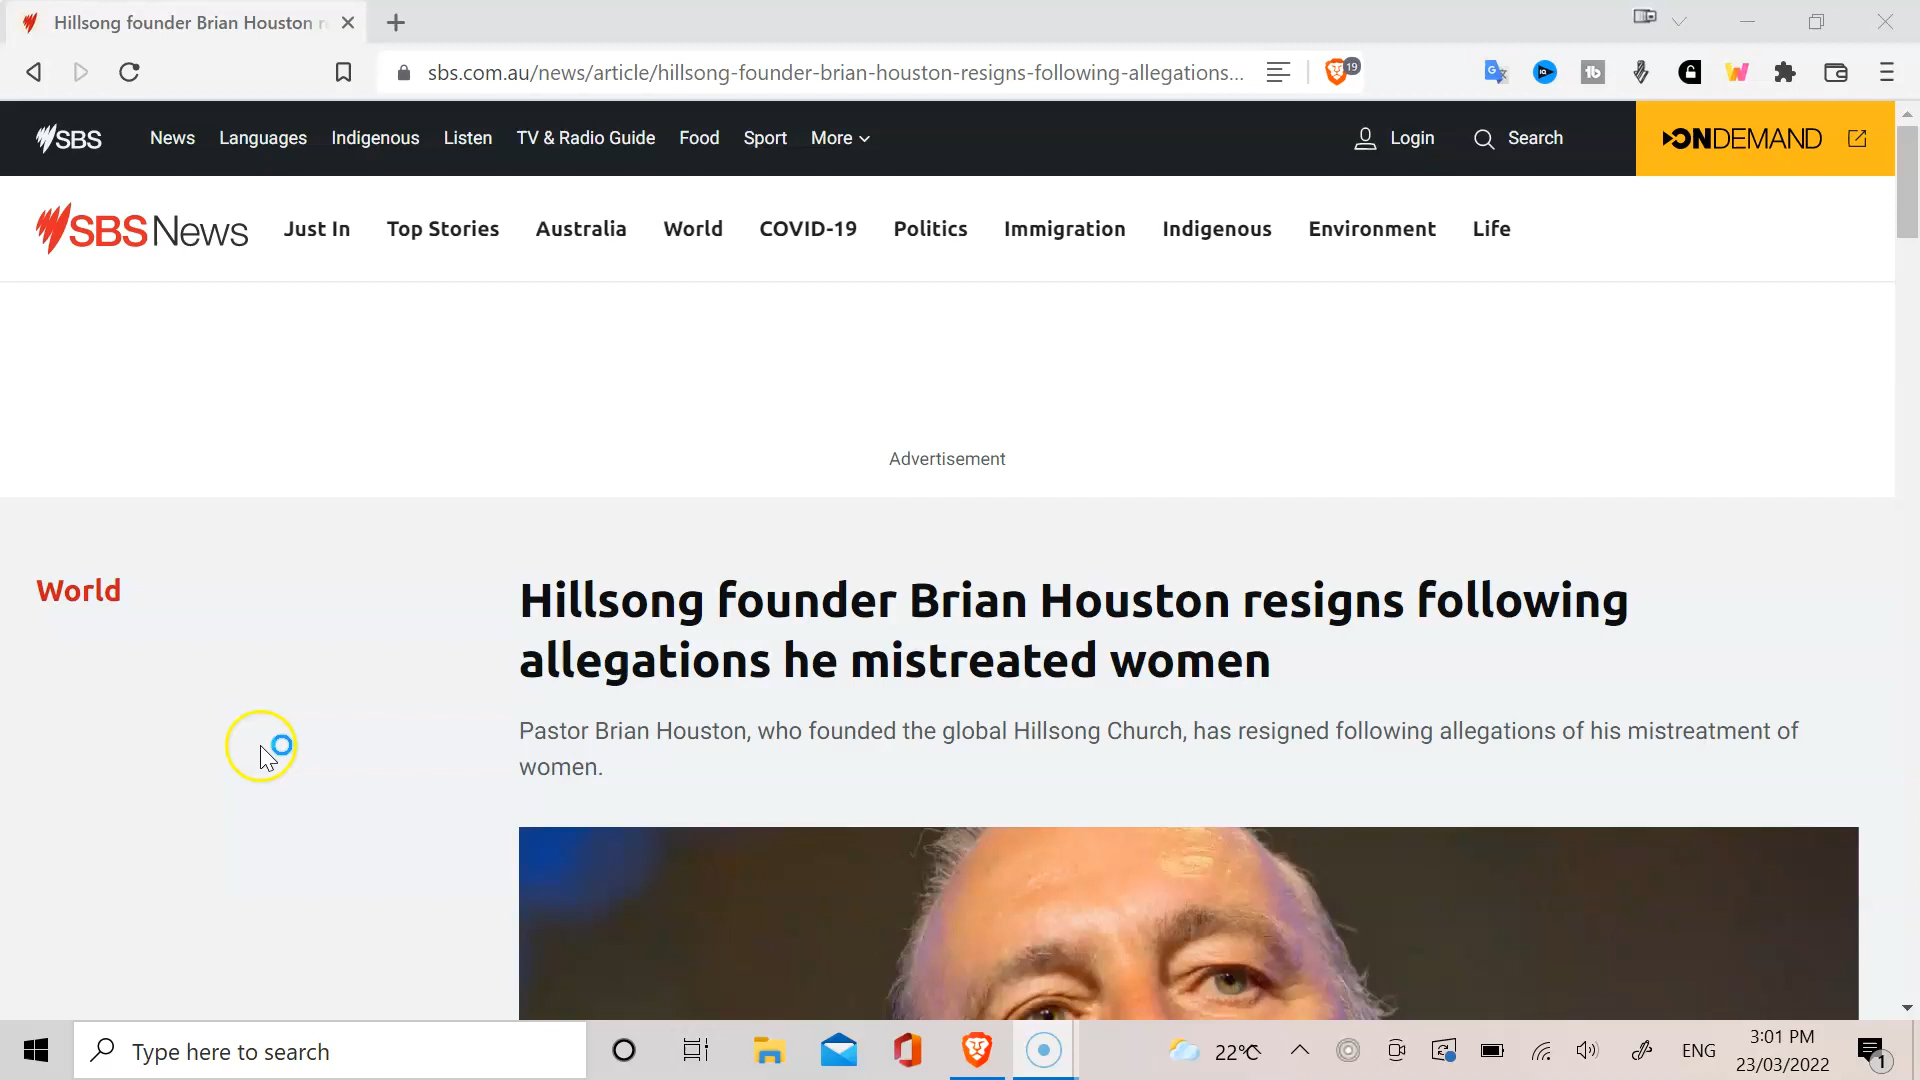 Hillsong founder Brian Houston r
sbs.com.au/news/article/hillsong-founder-brian-houston-resigns-following-allegations...
19
SBS
News
Languages
Indigenous
Listen
TV & Radio Guide
Food
Sport
More
Login
Search
ONDEMAND
SBS News
Just In
Top Stories
Australia
World
COVID-19
Politics
Immigration
Indigenous
Environment
Life
Advertisement
World
Hillsong founder Brian Houston resigns following
allegations he mistreated women
Pastor Brian Houston, who founded the global Hillsong Church, has resigned following allegations of his mistreatment of
women.
Type here to search
22°C
ENG
3:01 PM
23/03/2022
1